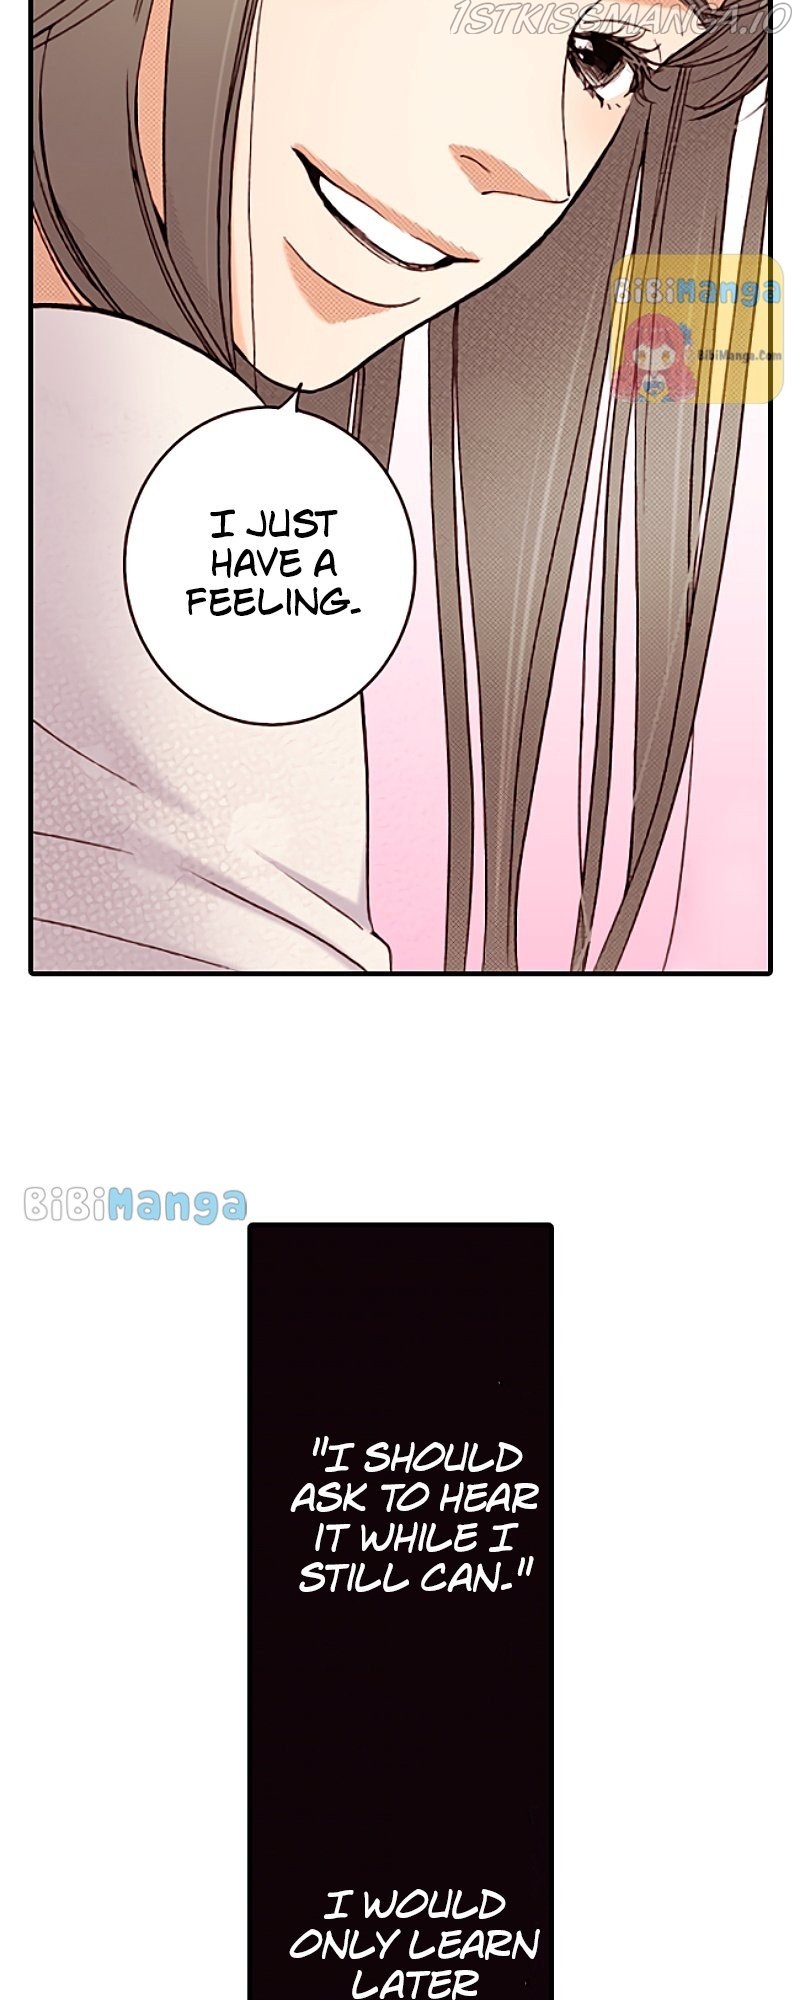 1STKISSMANGA.IO
BiBiManga
BibiManga.Com
I JUST
HAVE A
FEELING.
BiBiManga
"I SHOULD
ASK TO HEAR
IT WHILE I
STILL CAN."
I WOULD
ONLY LEARN
LATER